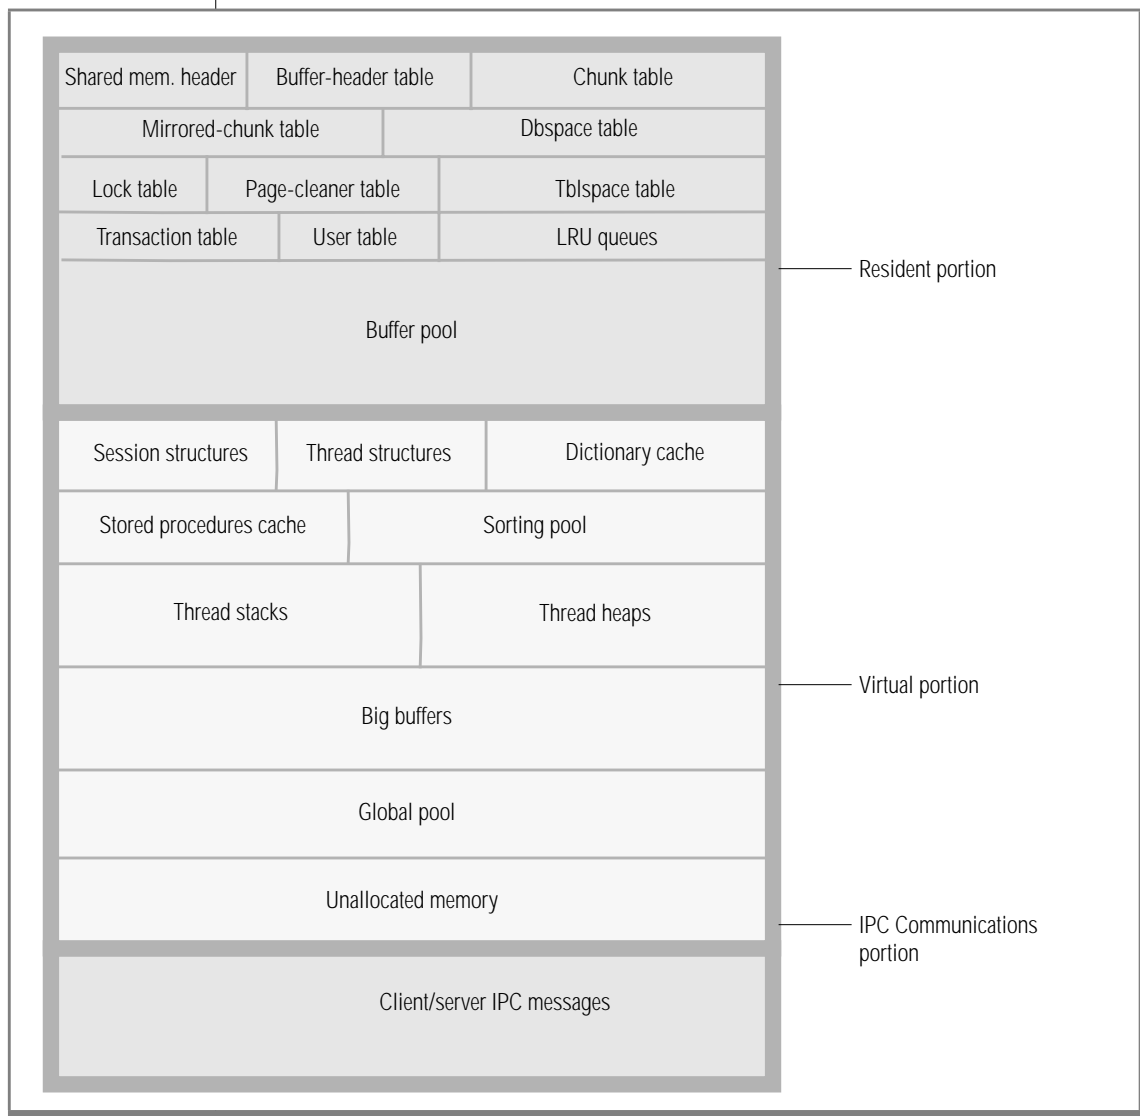 Shared mem. header
Buffer-header table
Chunk table
Mirrored-chunk table
Dbspace table
Lock table
Page-cleaner table
Tblspace table
Transaction table
User table
LRU queues
Resident portion
Buffer pool
Session structures
Thread structures
Dictionary cache
Stored procedures cache
Sorting pool
Thread stacks
Thread heaps
Virtual portion
Big buffers
Global pool
Unallocated memory
IPC Communications
portion
Client/server IPC messages